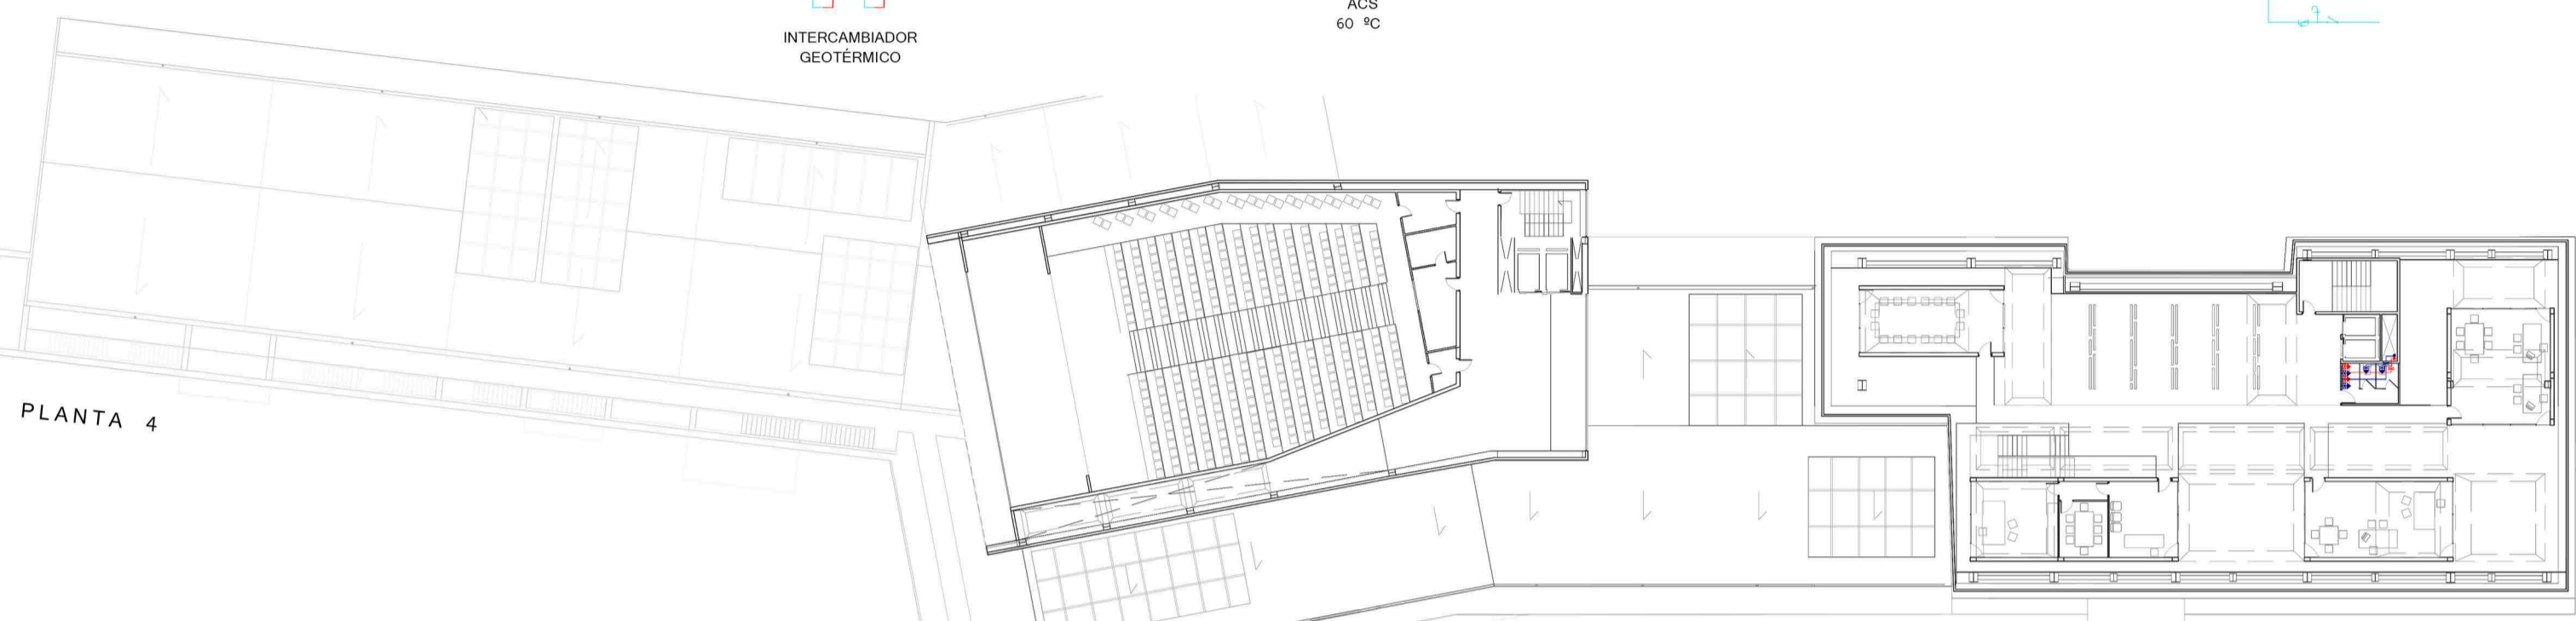 ACS
60 ºC
INTERCAMBIADOR
GEOTÉRMICO
PLANTA 4